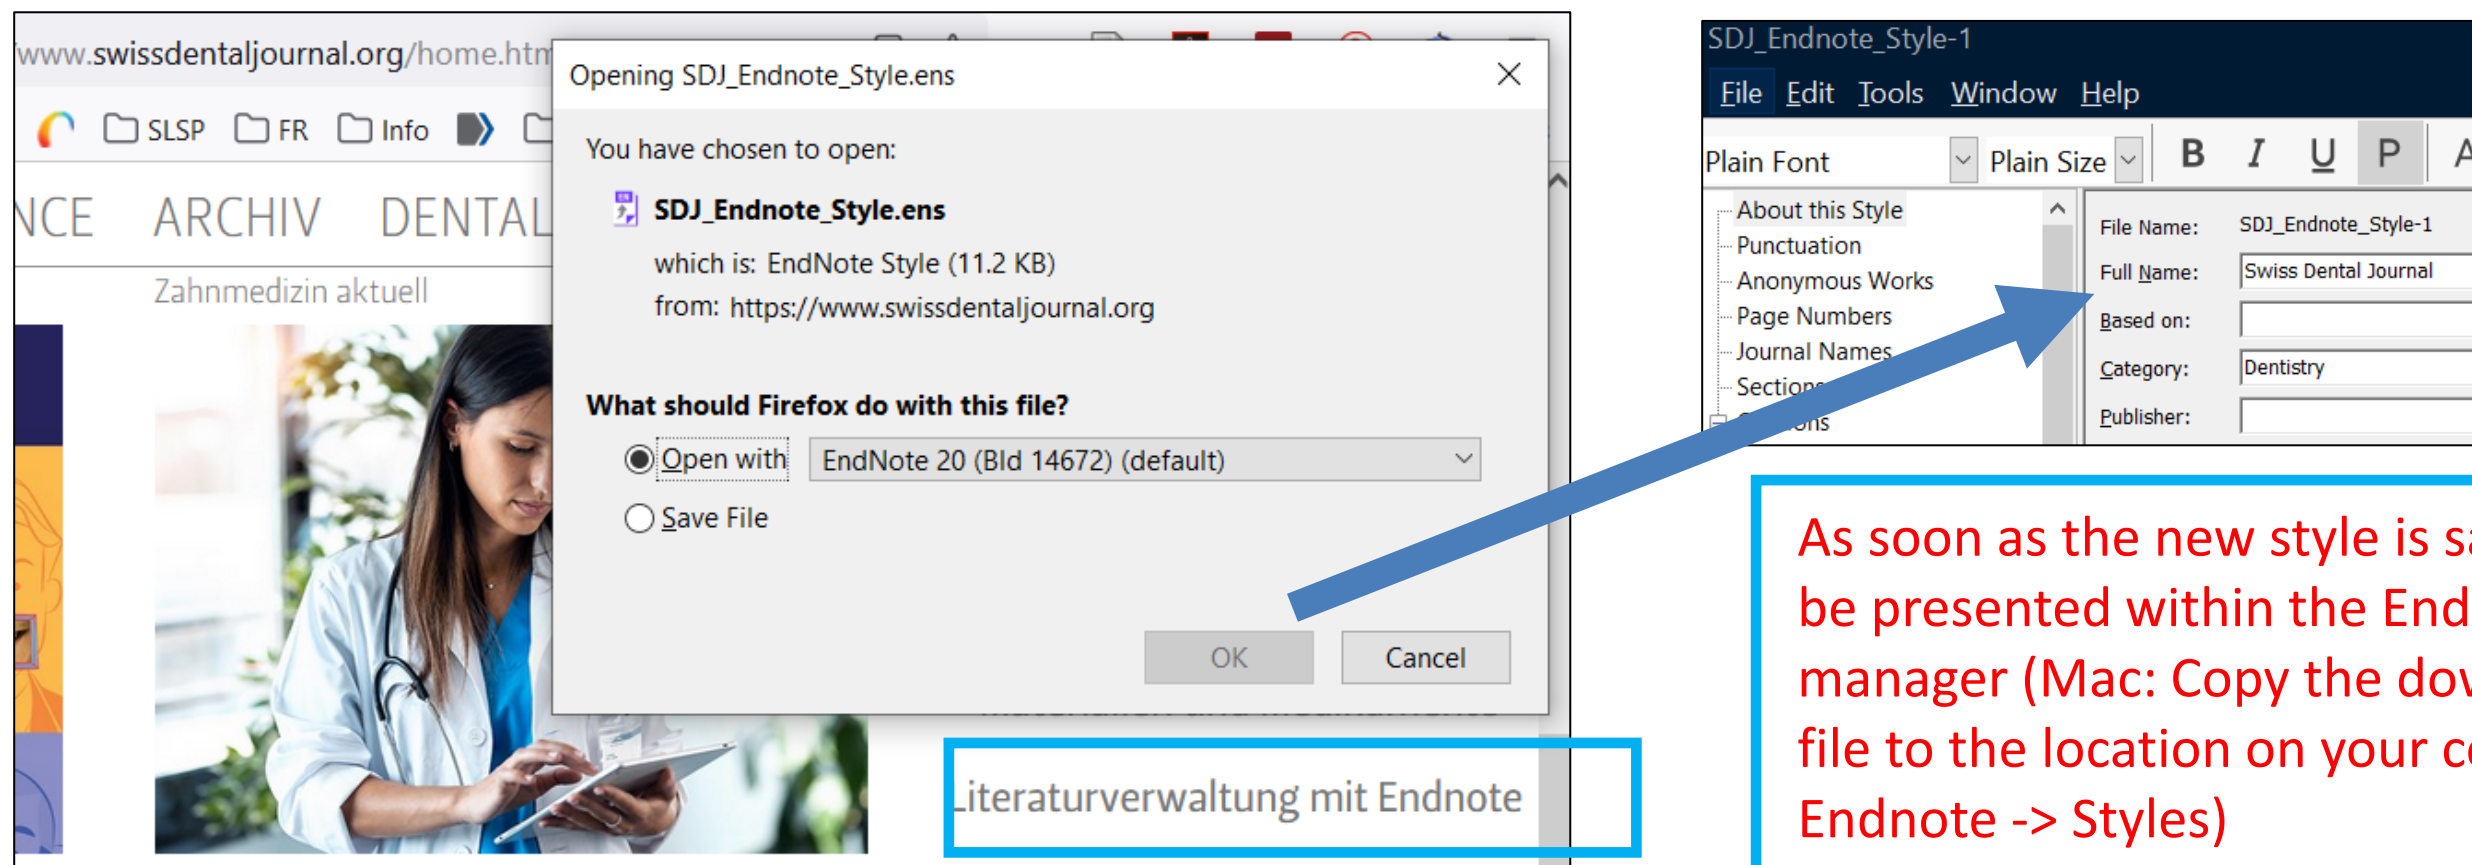 www.swissdentaljournal.org/home.htm
SLSP FR Info
NCE ARCHIV DENTAL
Zahnmedizin aktuell
Opening SDJ_Endnote_Style.ens
You have chosen to open:
SDJ_Endnote_Style.ens
which is: EndNote Style (11.2 KB)
from: https://www.swissdentaljournal.org
What should Firefox do with this file?
Open with EndNote 20 (Bld 14672) (default)
Save File
OK Cancel
Literaturverwaltung mit Endnote
SDJ_Endnote_Style-1
File Edit Tools Window Help
Plain Font Plain Size B I U P A
About this Style
Punctuation
Anonymous Works
Page Numbers
Journal Names
Sections
File Name: SDJ_Endnote_Style-1
Full Name: Swiss Dental Journal
Based on:
Category: Dentistry
Publisher:
As soon as the new style is sa
be presented within the End
manager (Mac: Copy the dow
file to the location on your co
Endnote -> Styles)